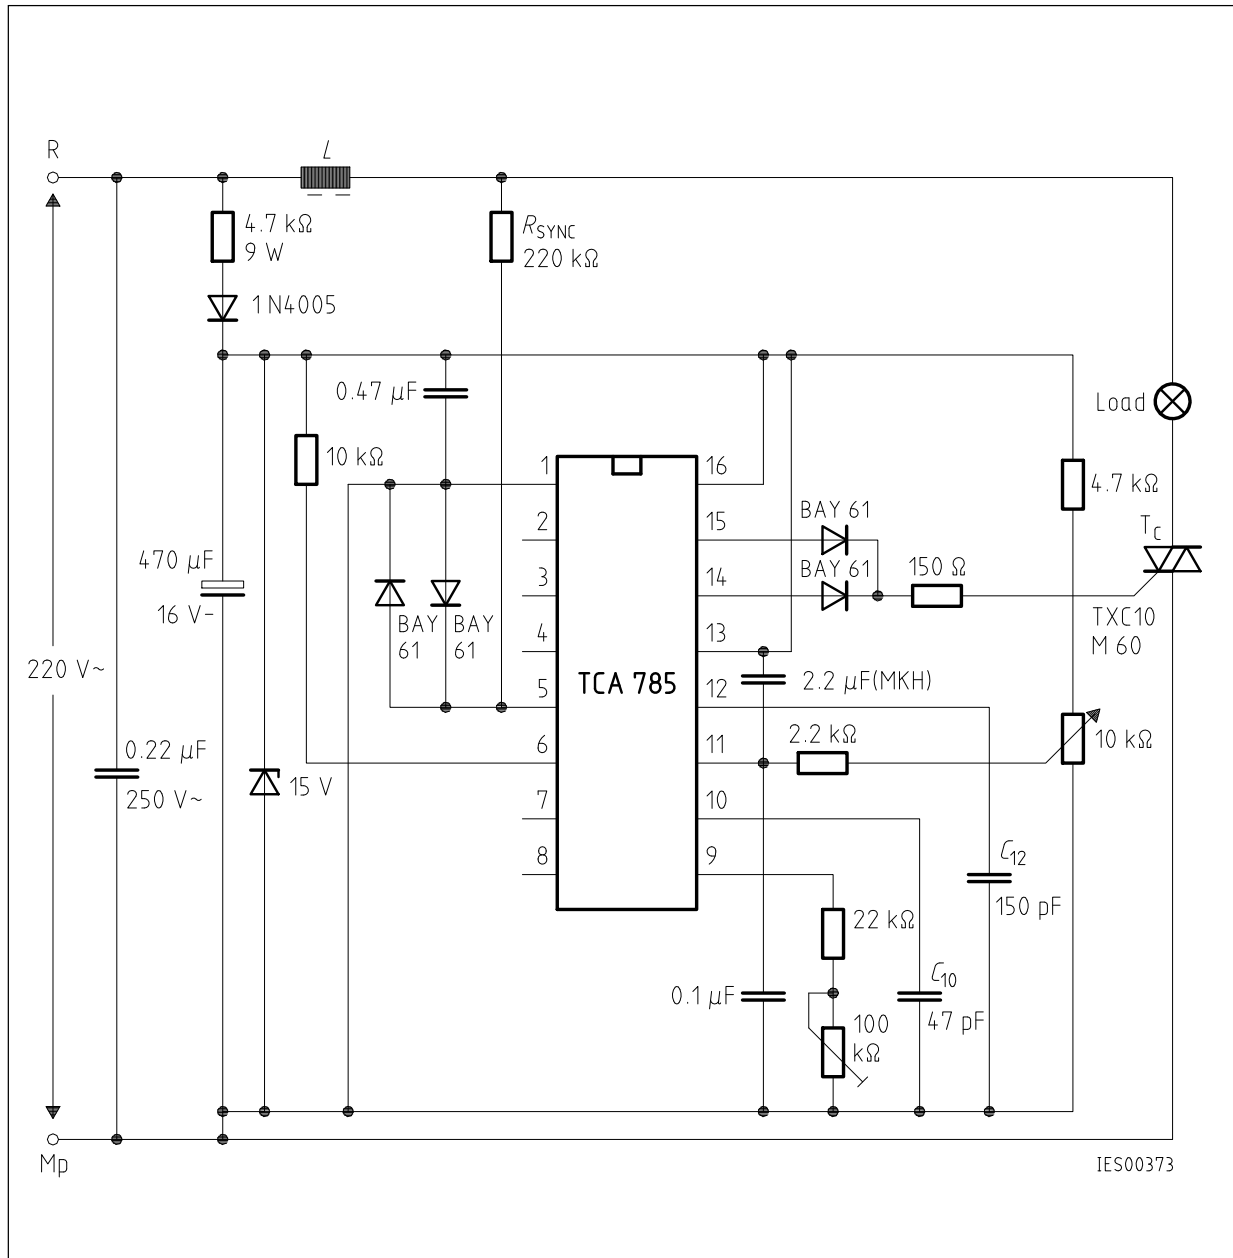 R
L
4.7 kΩ
9 W
R_SYNC
220 kΩ
1N4005
0.47 μF
Load
10 kΩ
1
16
4.7 kΩ
BAY 61
2
15
T_C
470 μF
BAY 61
150 Ω
3
14
16 V-
BAY
61
BAY
61
TXC10
M 60
4
13
220 V~
TCA 785
2.2 μF(MKH)
5
12
2.2 kΩ
10 kΩ
0.22 μF
250 V~
6
11
15 V
7
10
8
9
C_12
150 pF
22 kΩ
C_10
47 pF
0.1 μF
100
kΩ
Mp
IES00373